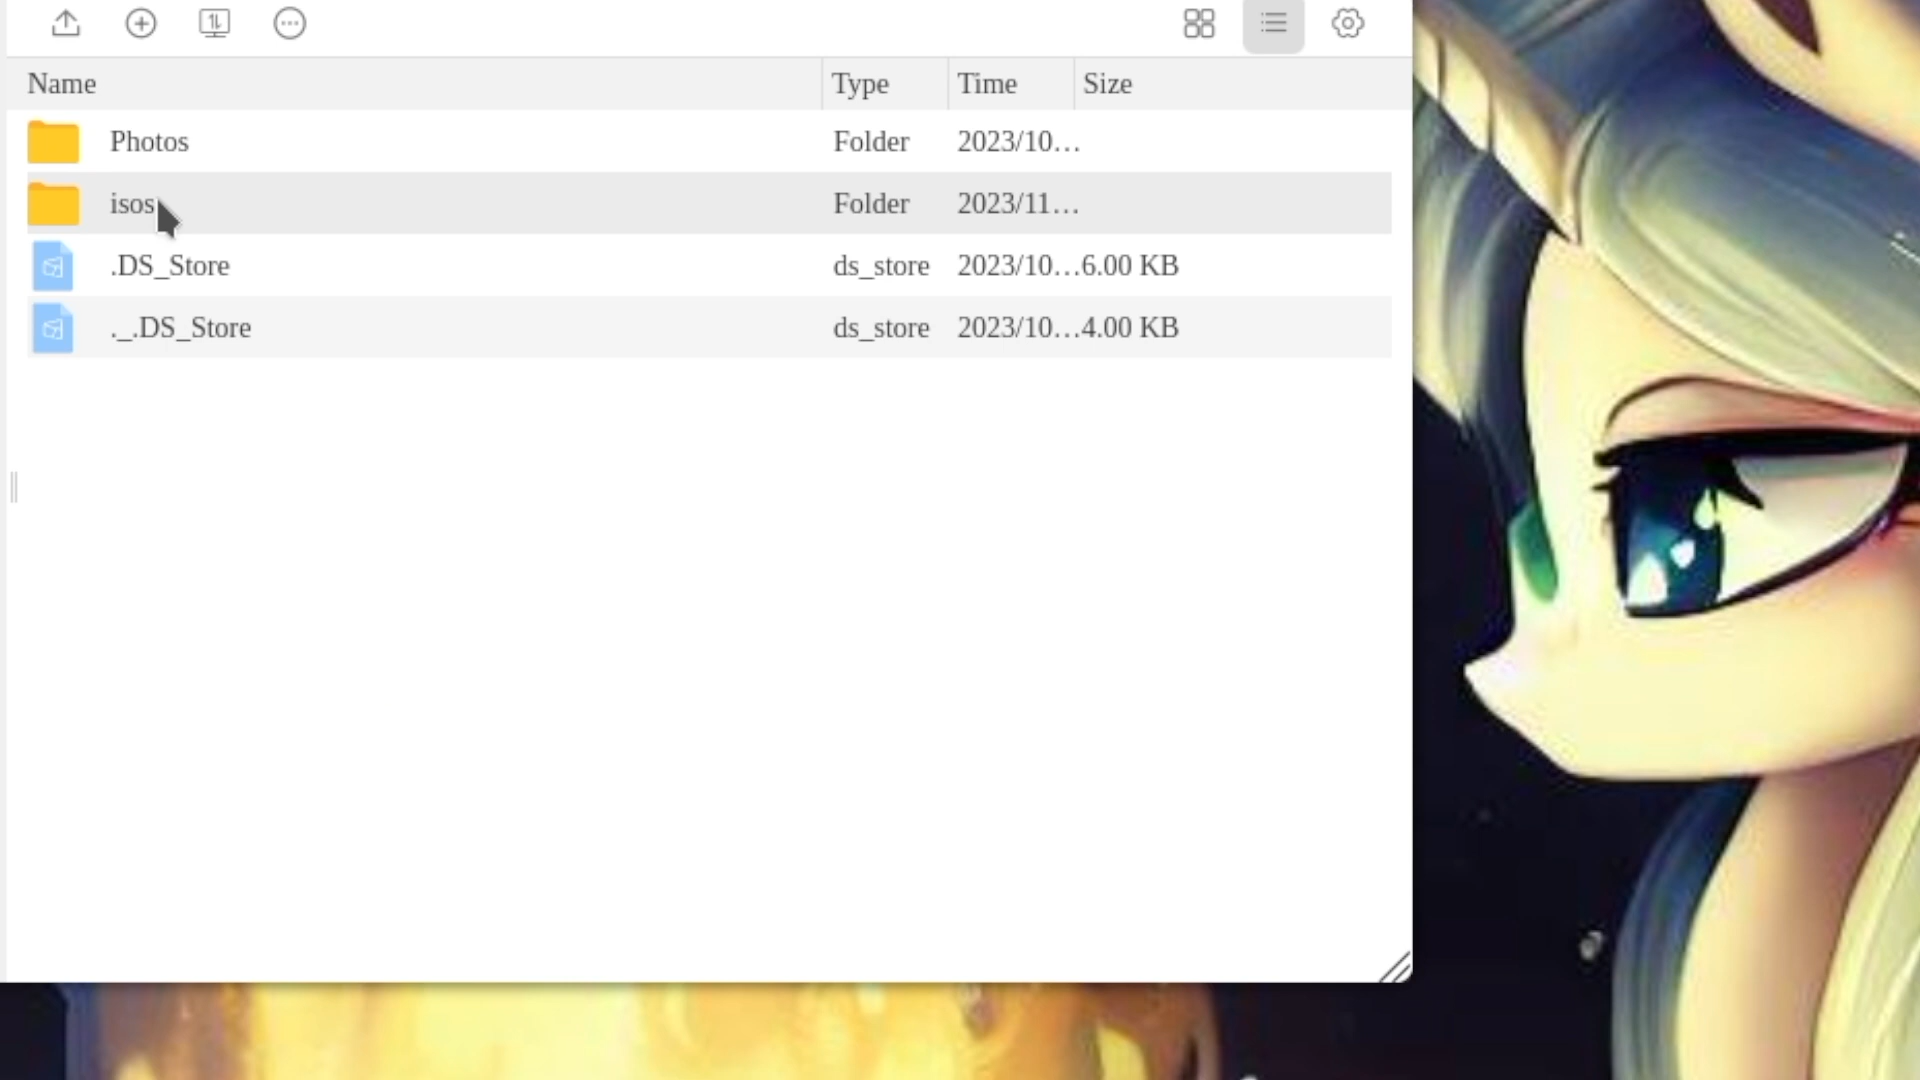 Name Type Time Size
Photos Folder 2023/10...
isos Folder 2023/11...
.DS_Store ds_store 2023/10...6.00 KB
._.DS_Store ds_store 2023/10...4.00 KB